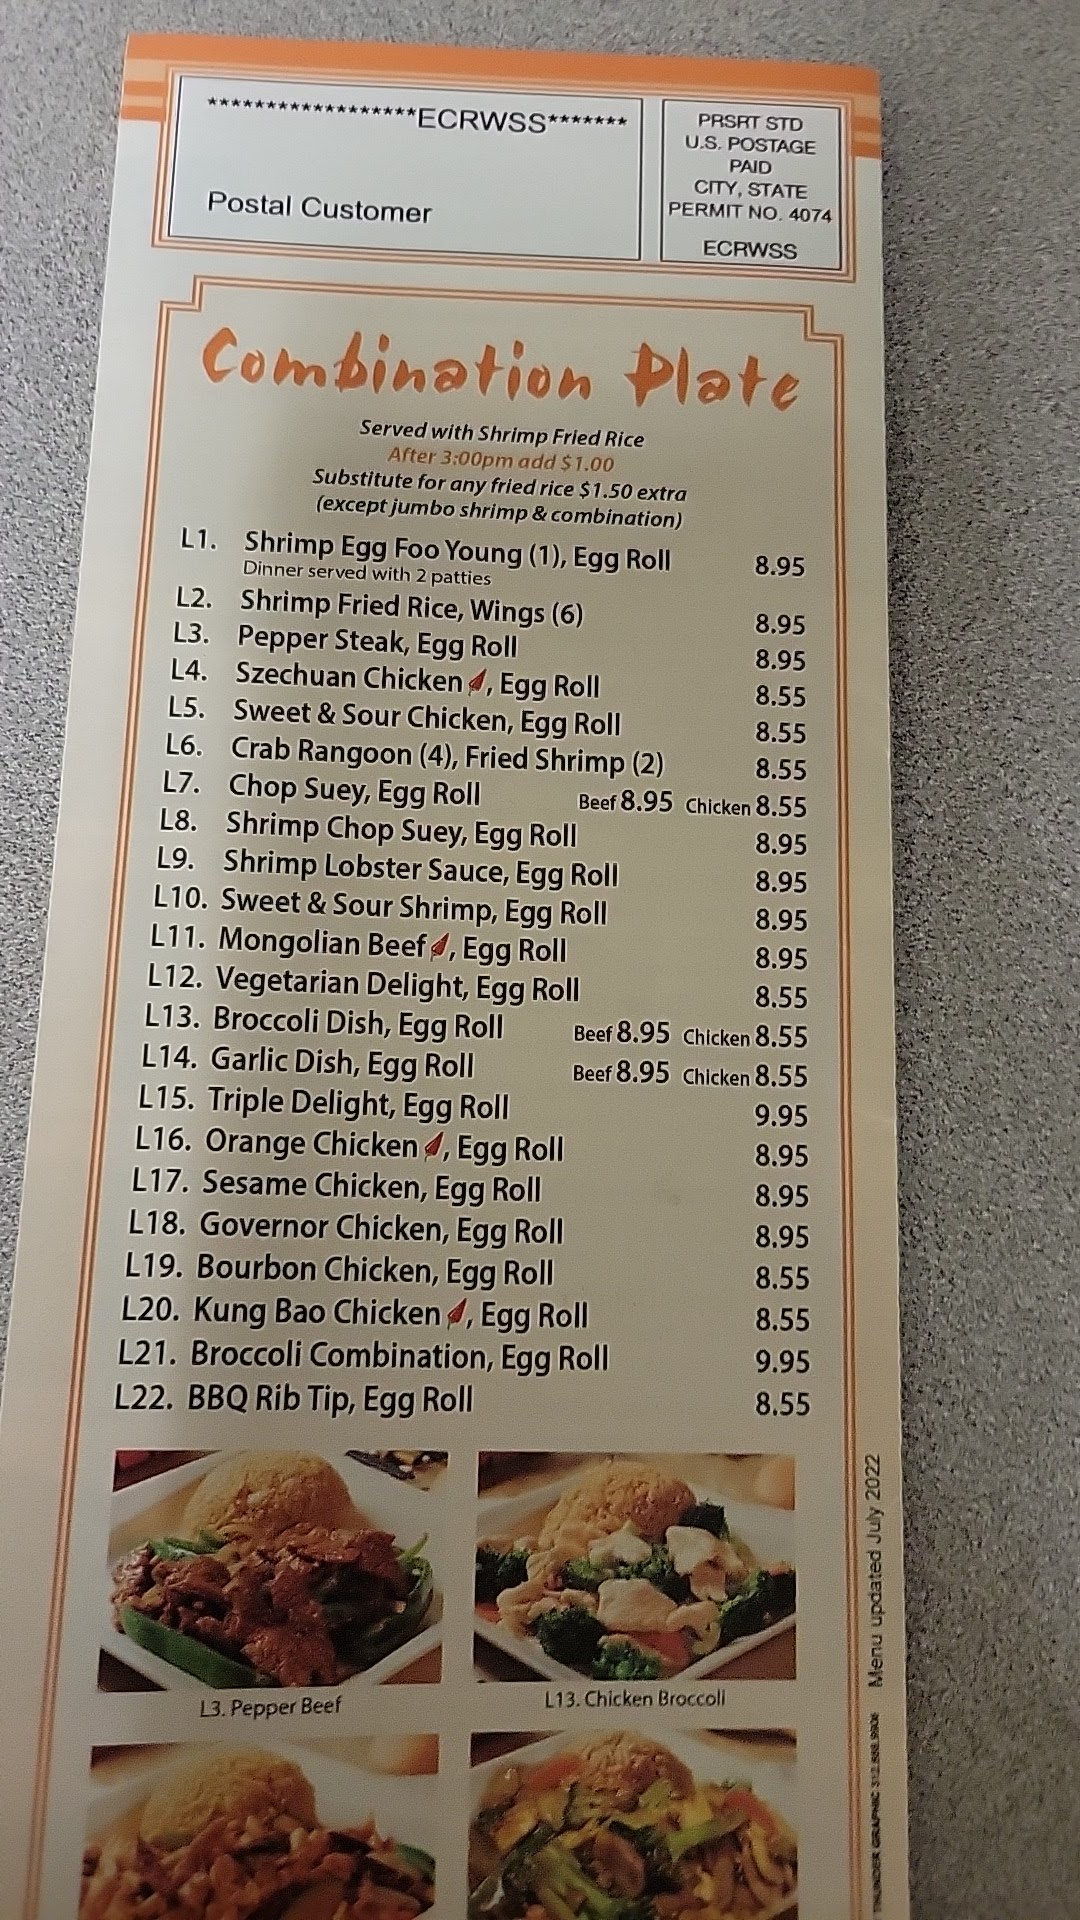 *****************ECRWSS*******
Postal Customer
PRSRT STD
U.S. POSTAGE
PAID
CITY, STATE
PERMIT NO. 4074
ECRWSS
Combination Plate
Served with Shrimp Fried Rice
After 3:00pm add $1.00
Substitute for any fried rice $1.50 extra
(except jumbo shrimp & combination)
L1. Shrimp Egg Foo Young (1), Egg Roll 8.95
Dinner served with 2 patties
L2. Shrimp Fried Rice, Wings (6) 8.95
L3. Pepper Steak, Egg Roll 8.95
L4. Szechuan Chicken, Egg Roll 8.55
L5. Sweet & Sour Chicken, Egg Roll 8.55
L6. Crab Rangoon (4), Fried Shrimp (2) 8.55
L7. Chop Suey, Egg Roll Beef 8.95 Chicken 8.55
L8. Shrimp Chop Suey, Egg Roll 8.95
L9. Shrimp Lobster Sauce, Egg Roll 8.95
L10. Sweet & Sour Shrimp, Egg Roll 8.95
L11. Mongolian Beef, Egg Roll 8.95
L12. Vegetarian Delight, Egg Roll 8.55
L13. Broccoli Dish, Egg Roll Beef 8.95 Chicken 8.55
L14. Garlic Dish, Egg Roll Beef 8.95 Chicken 8.55
L15. Triple Delight, Egg Roll 9.95
L16. Orange Chicken, Egg Roll 8.95
L17. Sesame Chicken, Egg Roll 8.95
L18. Governor Chicken, Egg Roll 8.95
L19. Bourbon Chicken, Egg Roll 8.55
L20. Kung Bao Chicken, Egg Roll 8.55
L21. Broccoli Combination, Egg Roll 9.95
L22. BBQ Rib Tip, Egg Roll 8.55
L3. Pepper Beef
L13. Chicken Broccoli
THUNDER GRAPHIC Menu updated July 2022